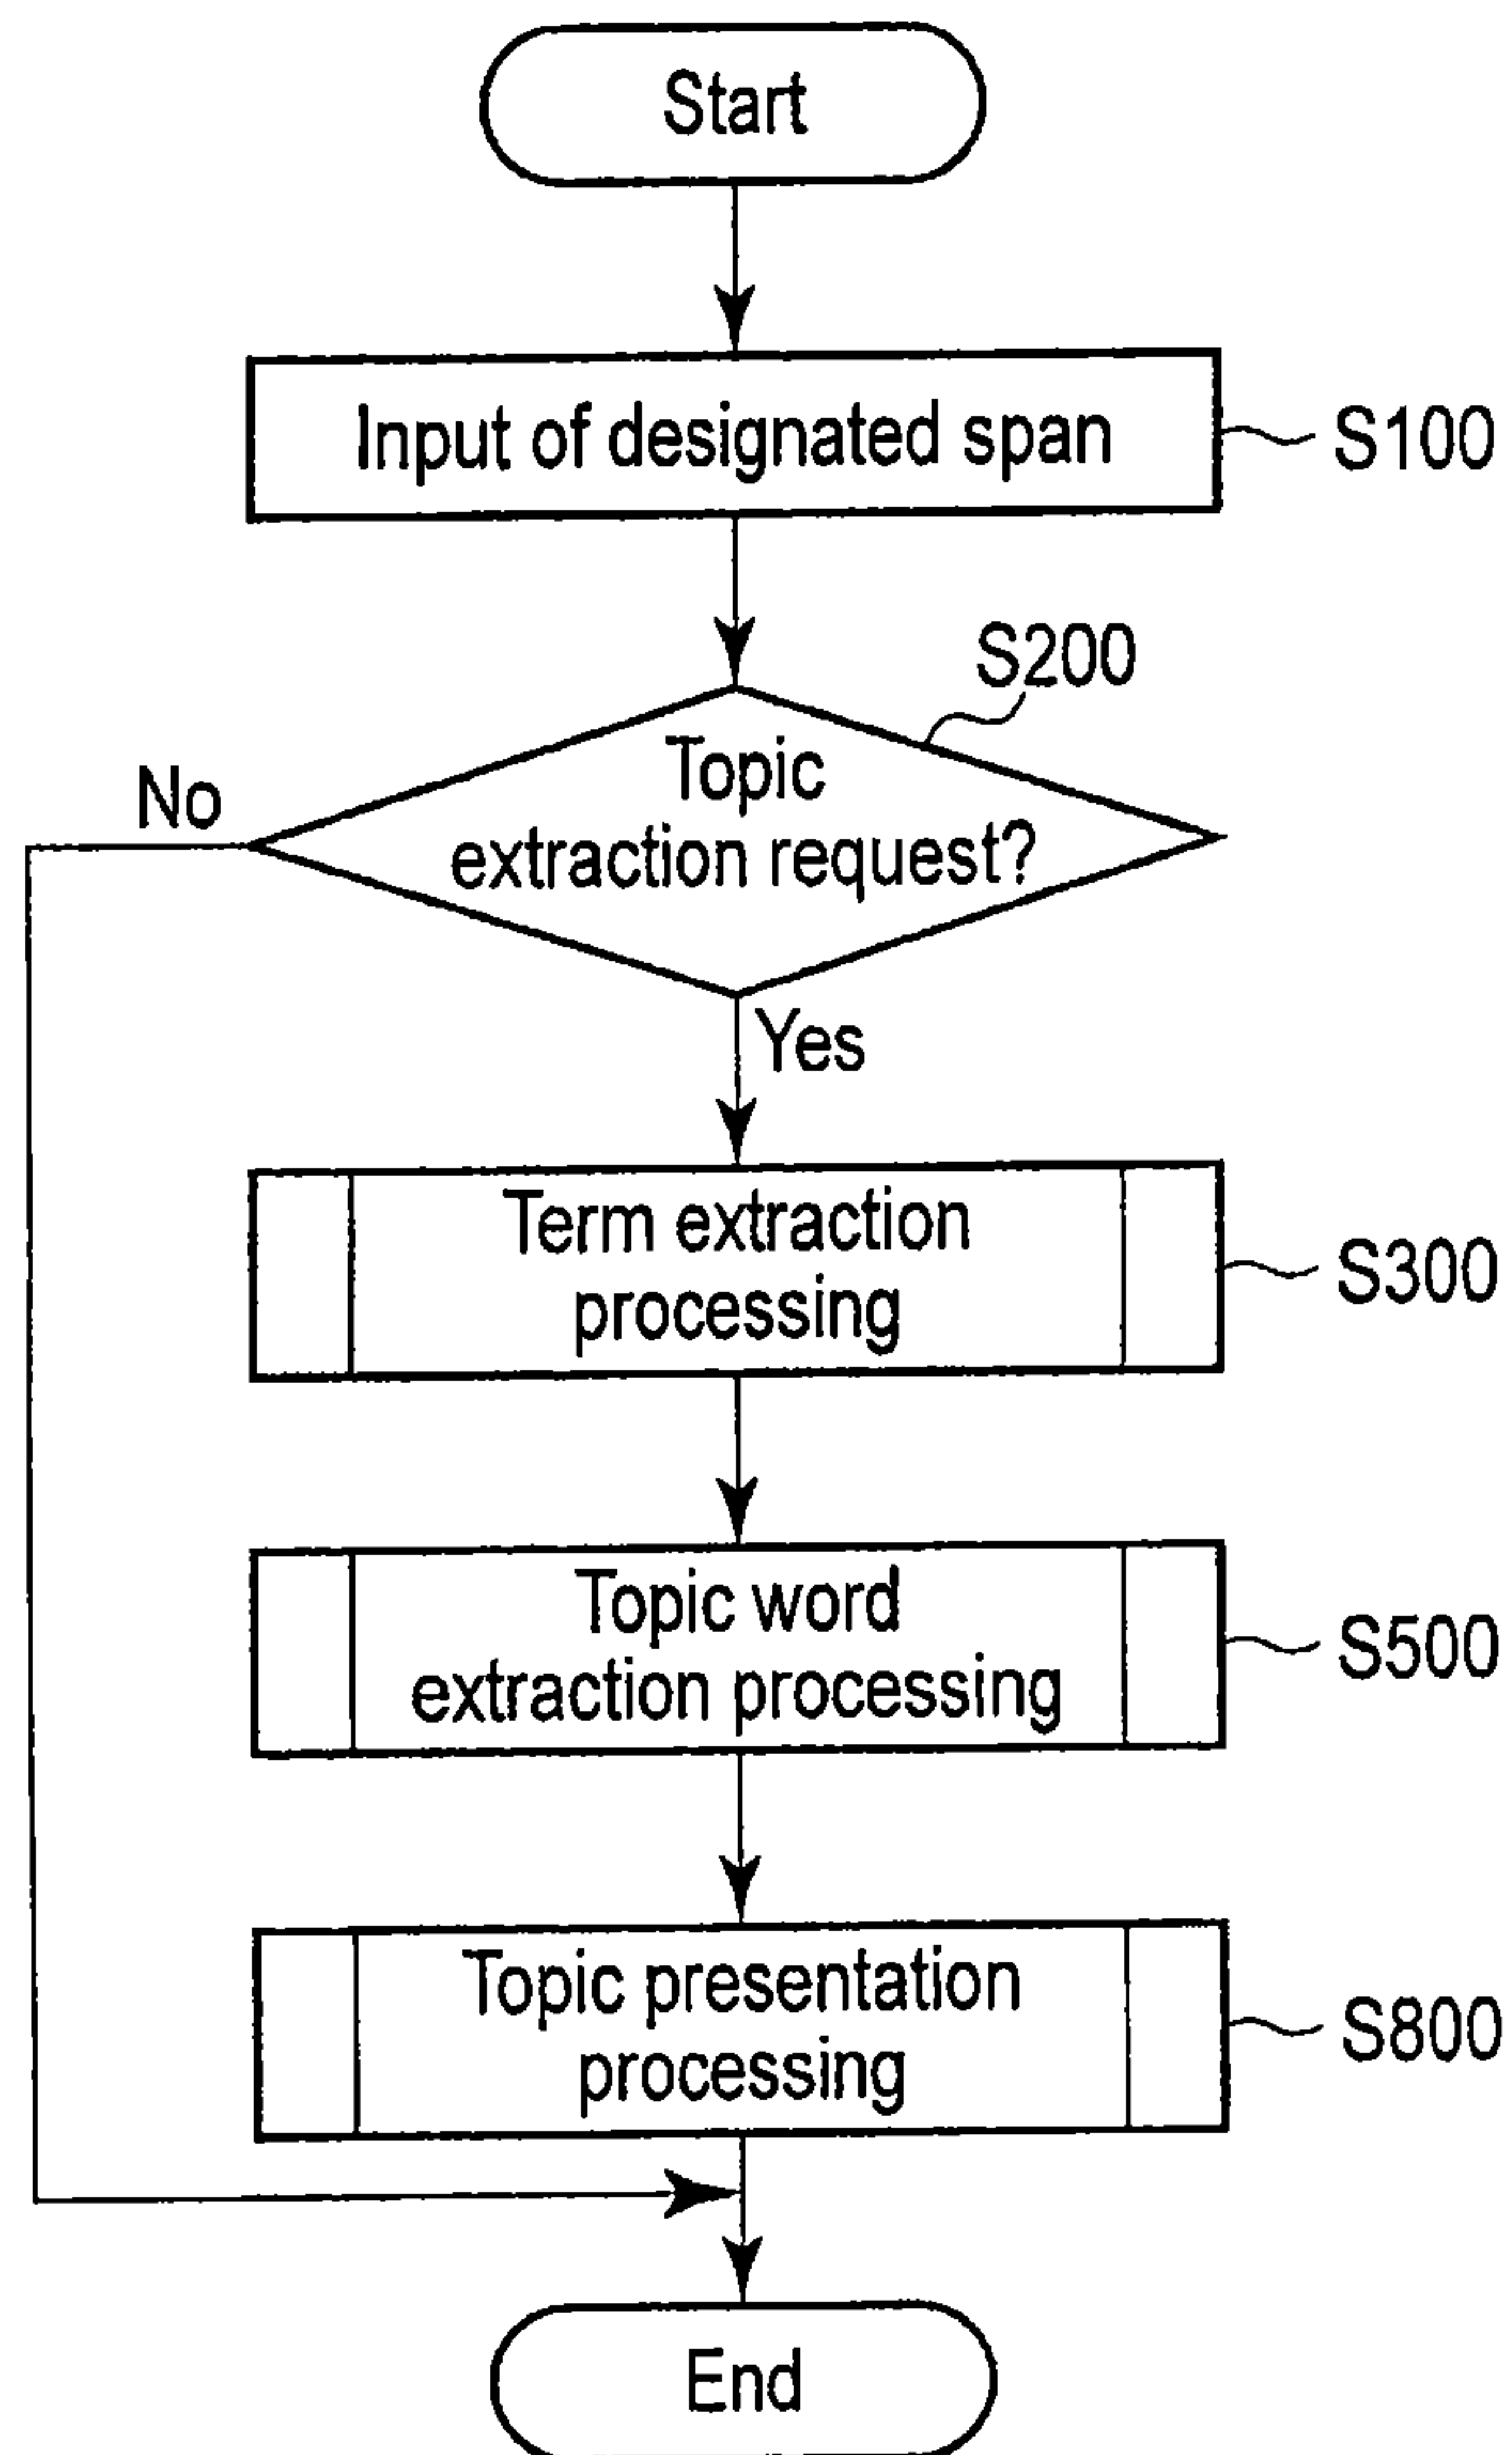 Start
Input of designated span
S100
S200
Topic
extraction request?
No
Yes
Term extraction
processing
S300
Topic word
extraction processing
S500
Topic presentation
processing
S800
End